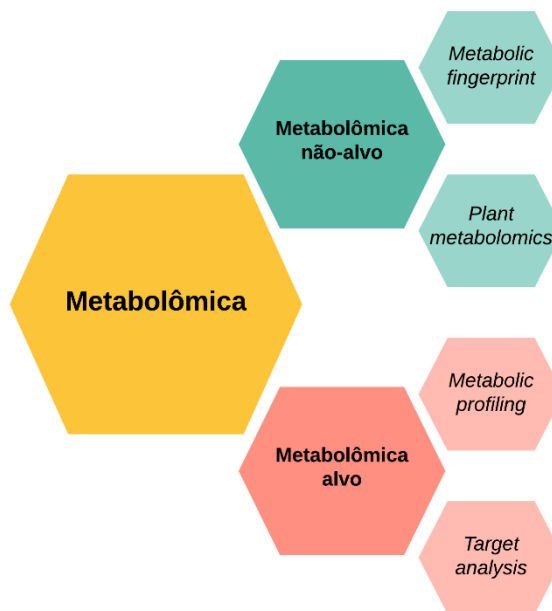 Metabolic
fingerprint
Metabolômica
não-alvo
Plant
metabolomics
Metabolômica
Metabolic
profiling
Metabolômica
alvo
Target
analysis